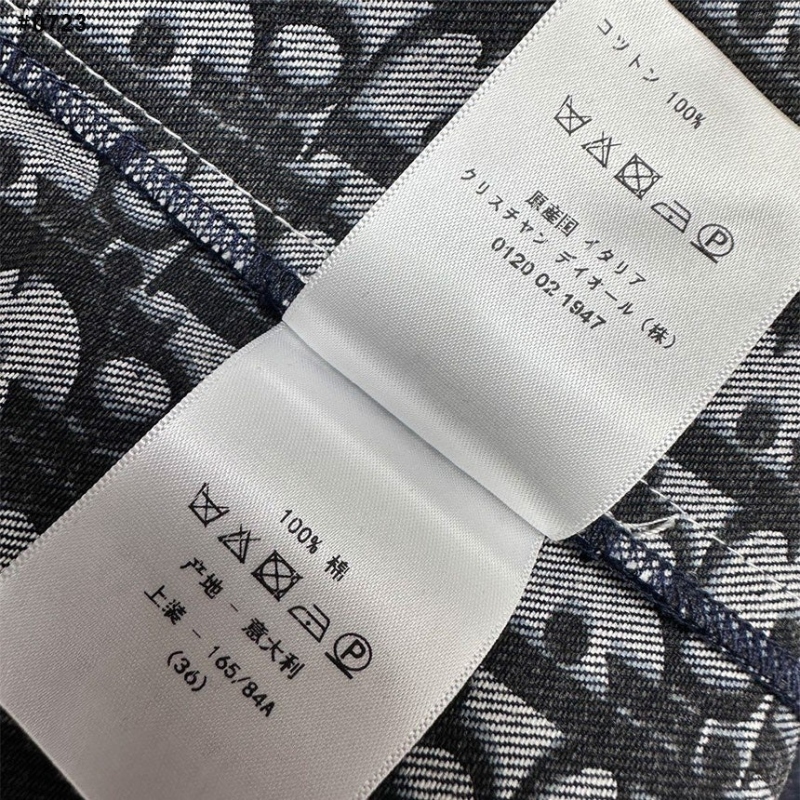 #0723
コットン 100%
原産国 イタリア
クリスチャン ディオール (株)
0120 02 1947
100% 棉
产地 - 意大利
上装 - 165/84A
(36)